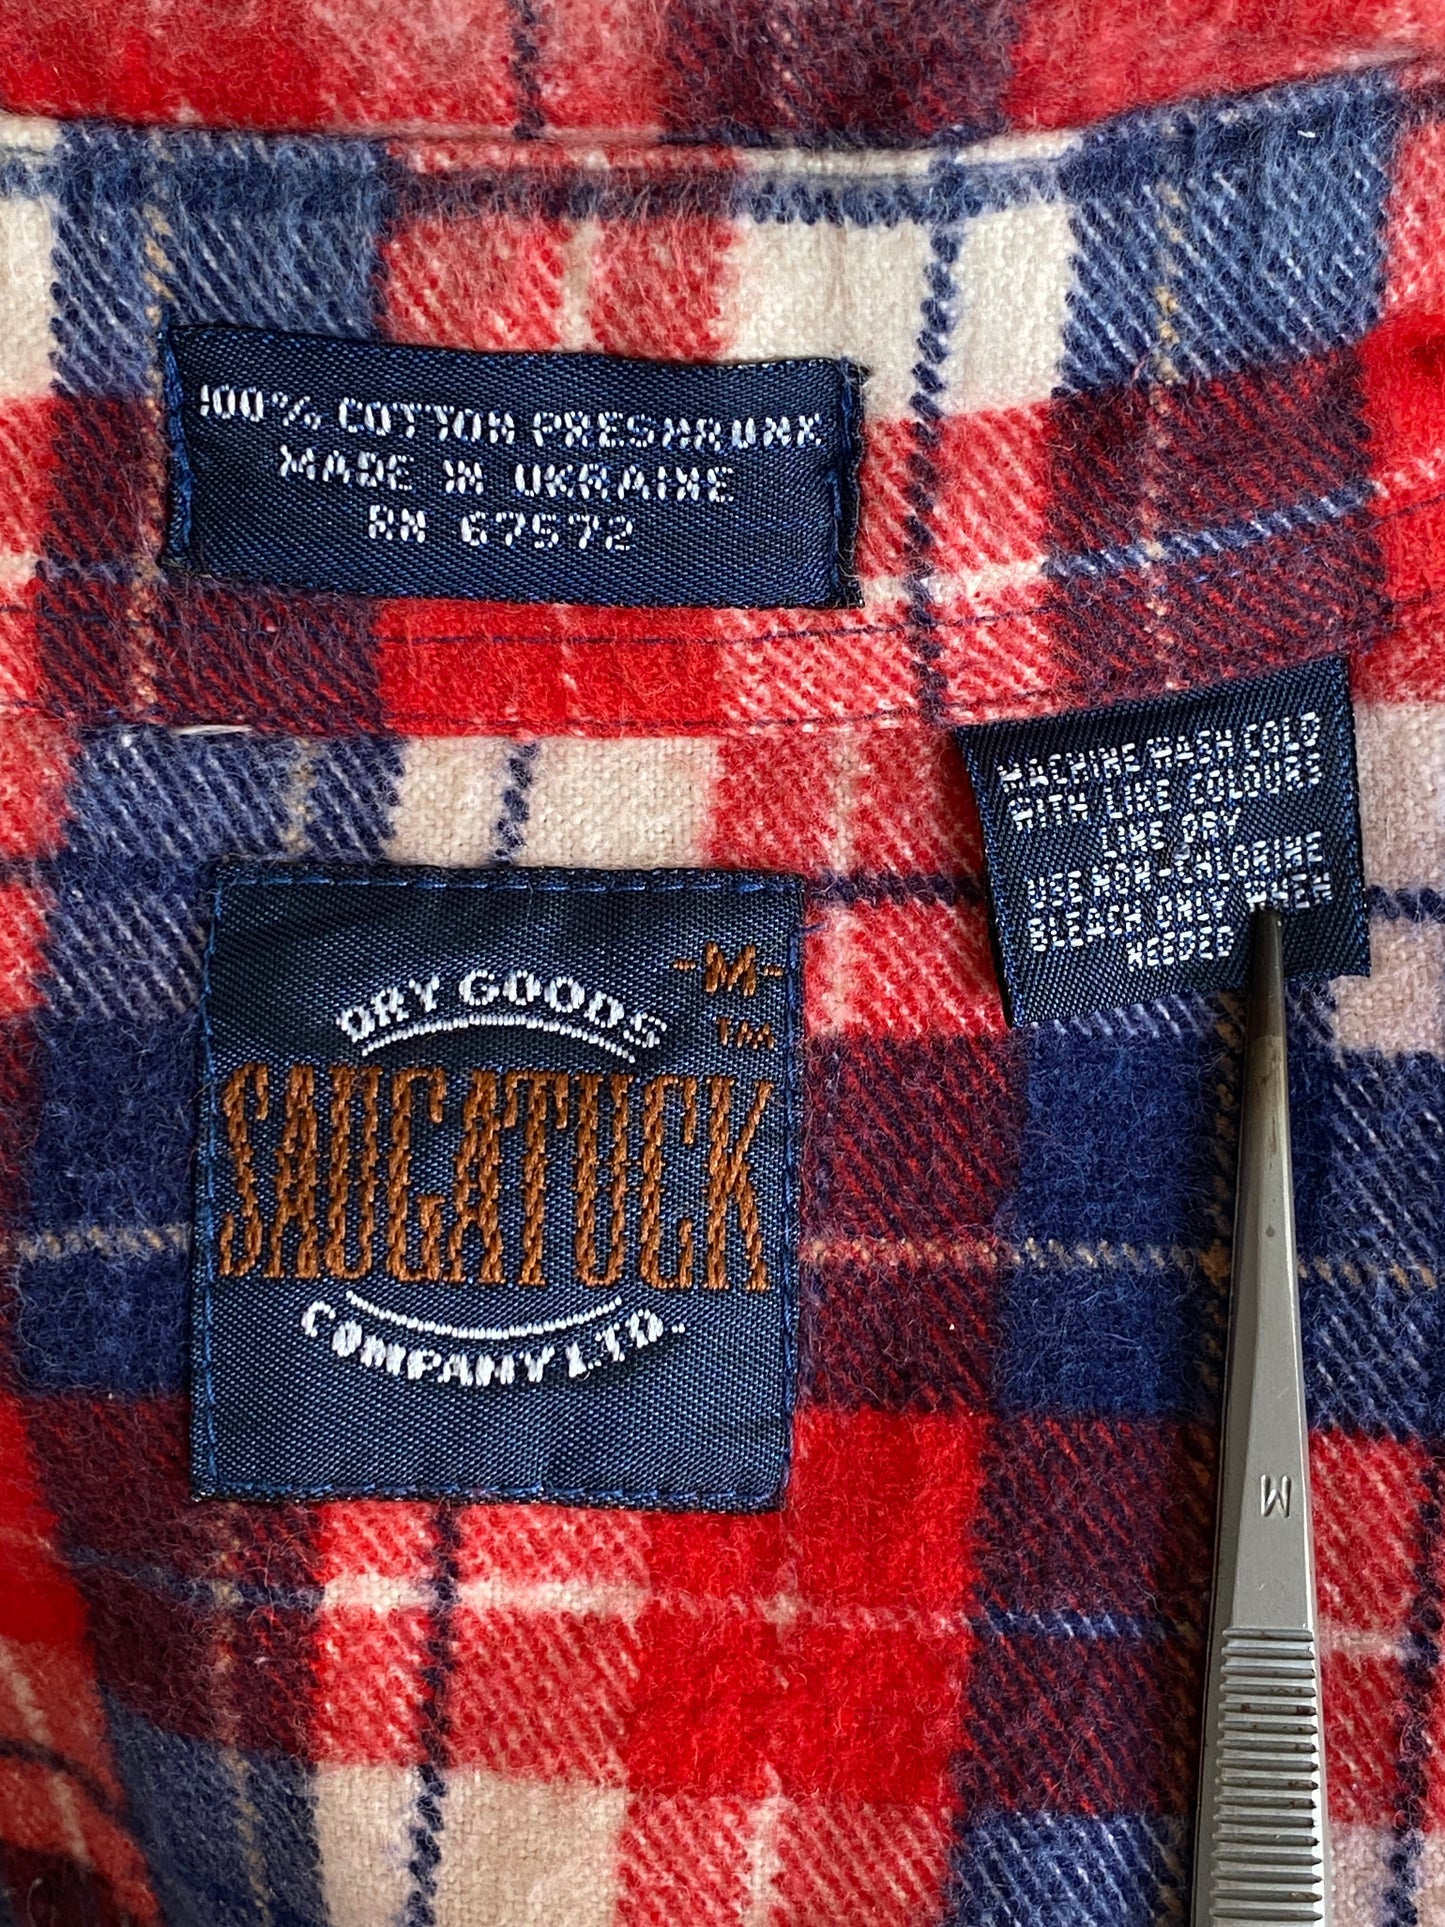 100% COTTON PRESHRUNK
MADE IN UKRAINE
RN 67572
MACHINE WASH COLD
WITH LIKE COLOURS
LINE DRY
USE NON-CHLORINE
BLEACH ONLY WHEN
NEEDED
-M-
TM
DRY GOODS
SAUGATUCK
COMPANY LTD.
M